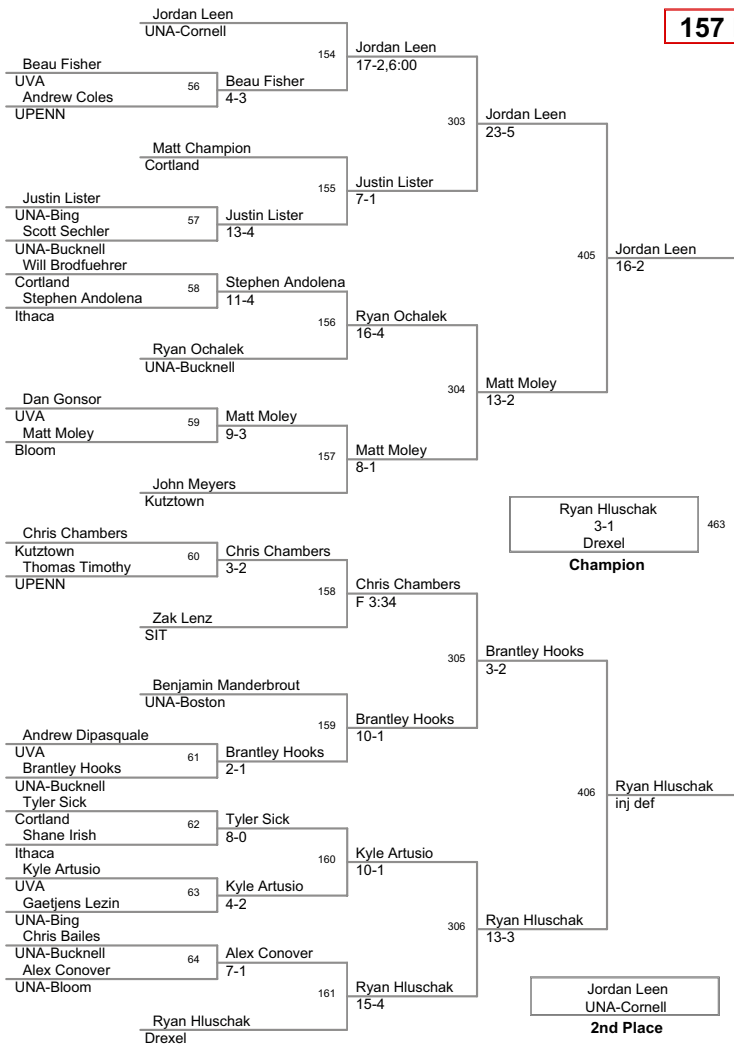 157
Jordan Leen
UNA-Cornell
154
Jordan Leen
17-2,6:00
Beau Fisher
UVA
56
Beau Fisher
4-3
Andrew Coles
UPENN
303
Jordan Leen
23-5
Matt Champion
Cortland
155
Justin Lister
7-1
Justin Lister
UNA-Bing
57
Justin Lister
13-4
Scott Sechler
UNA-Bucknell
405
Jordan Leen
16-2
Will Brodfuehrer
Cortland
58
Stephen Andolena
11-4
Stephen Andolena
Ithaca
156
Ryan Ochalek
16-4
Ryan Ochalek
UNA-Bucknell
304
Matt Moley
13-2
Dan Gonsor
UVA
59
Matt Moley
9-3
Matt Moley
Bloom
157
Matt Moley
8-1
John Meyers
Kutztown
Ryan Hluschak
3-1
Drexel
463
Champion
Chris Chambers
Kutztown
60
Chris Chambers
3-2
Thomas Timothy
UPENN
158
Chris Chambers
F 3:34
Zak Lenz
SIT
305
Brantley Hooks
3-2
Benjamin Manderbrout
UNA-Boston
159
Brantley Hooks
10-1
Andrew Dipasquale
UVA
61
Brantley Hooks
2-1
Brantley Hooks
UNA-Bucknell
406
Ryan Hluschak
inj def
Tyler Sick
Cortland
62
Tyler Sick
8-0
Shane Irish
Ithaca
160
Kyle Artusio
10-1
Kyle Artusio
UVA
63
Kyle Artusio
4-2
Gaetjens Lezin
UNA-Bing
306
Ryan Hluschak
13-3
Chris Bailes
UNA-Bucknell
64
Alex Conover
7-1
Alex Conover
UNA-Bloom
161
Ryan Hluschak
15-4
Ryan Hluschak
Drexel
Jordan Leen
UNA-Cornell
2nd Place